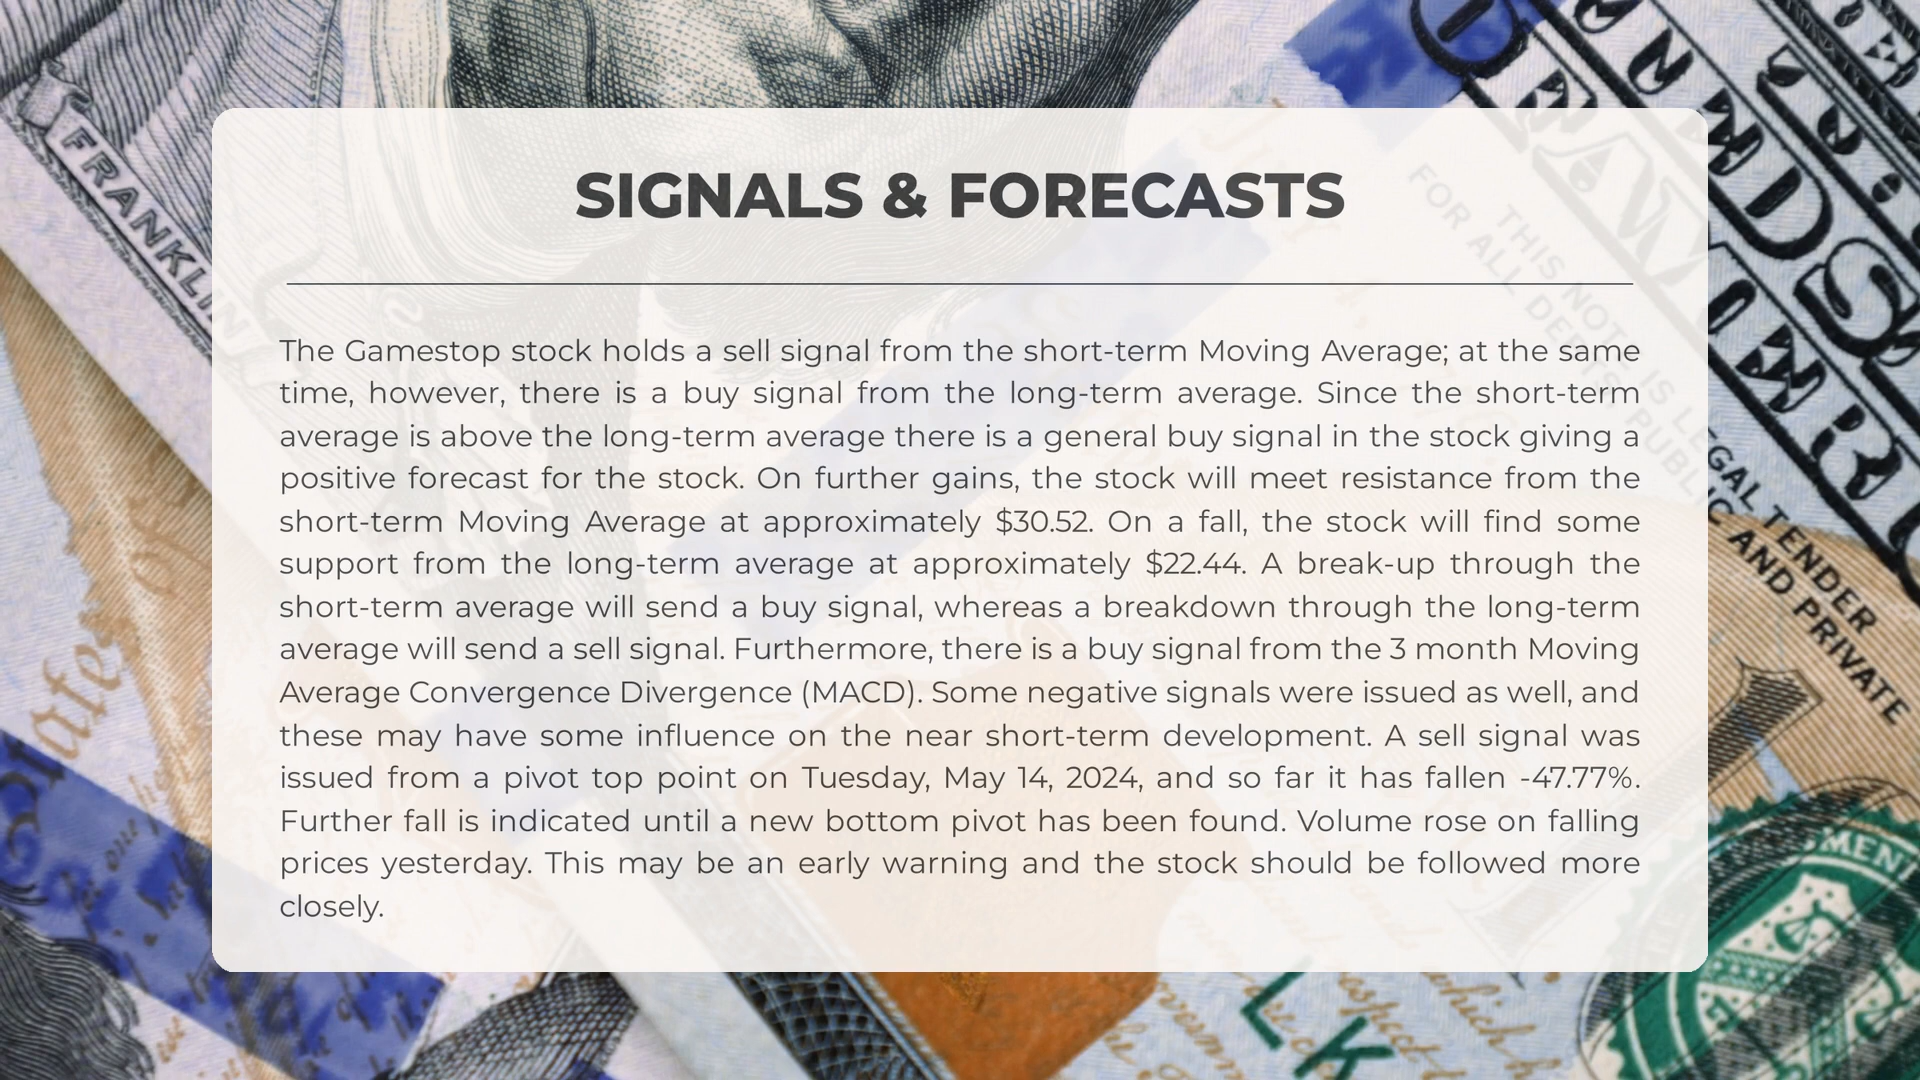 FRANKLIN
SIGNALS & FORECASTS
THIS NOTE IS LEGAL TENDER
FOR ALL DEBTS, PUBLIC AND PRIVATE
The Gamestop stock holds a sell signal from the short-term Moving Average; at the same
time, however, there is a buy signal from the long-term average. Since the short-term
average is above the long-term average there is a general buy signal in the stock giving a
positive forecast for the stock. On further gains, the stock will meet resistance from the
short-term Moving Average at approximately $30.52. On a fall, the stock will find some
support from the long-term average at approximately $22.44. A break-up through the
short-term average will send a buy signal, whereas a breakdown through the long-term
average will send a sell signal. Furthermore, there is a buy signal from the 3 month Moving
Average Convergence Divergence (MACD). Some negative signals were issued as well, and
these may have some influence on the near short-term development. A sell signal was
issued from a pivot top point on Tuesday, May 14, 2024, and so far it has fallen -47.77%.
Further fall is indicated until a new bottom pivot has been found. Volume rose on falling
prices yesterday. This may be an early warning and the stock should be followed more
closely.